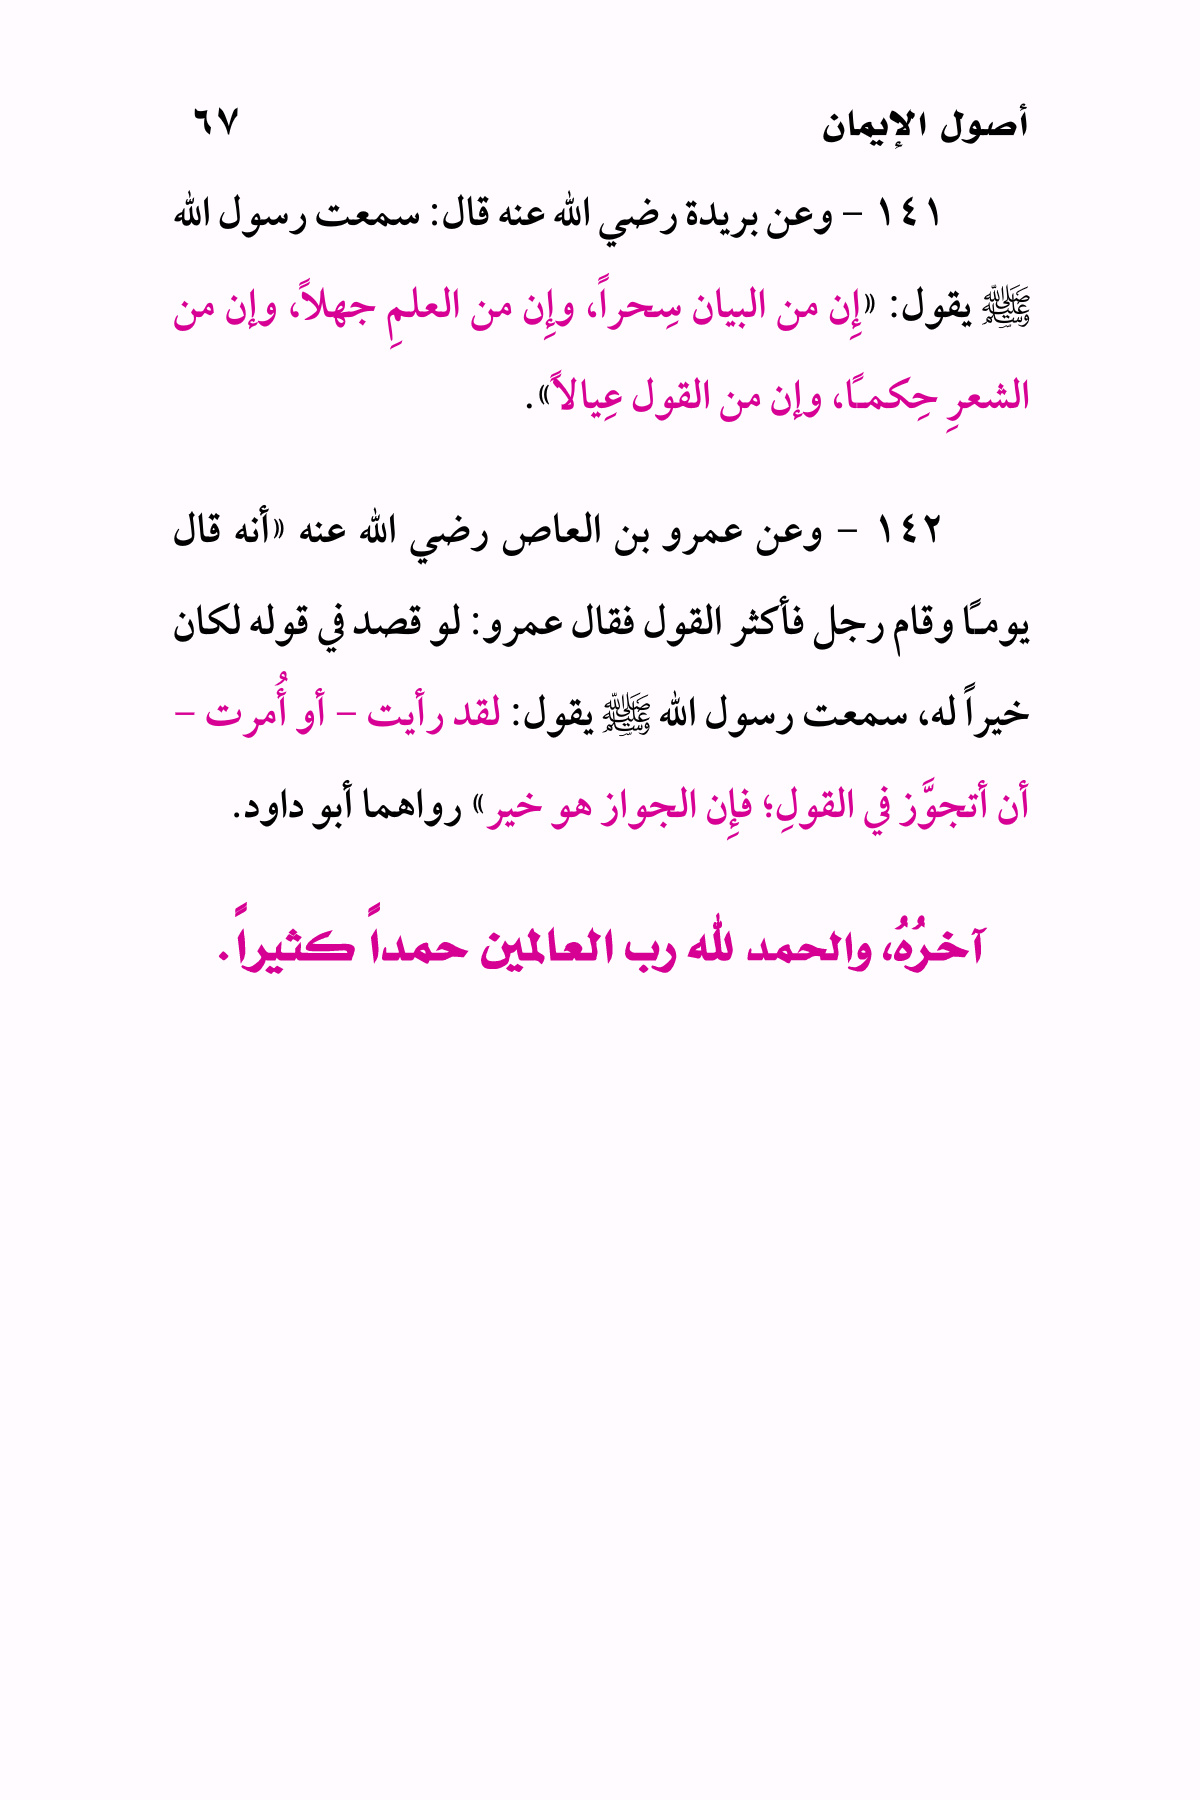 أصول الإيمان ٦٧
١٤١ – وعن بريدة رضي الله عنه قال: سمعت رسول الله
ﷺ يقول: «إِن من البيان سِحراً، وإِن من العلمِ جهلاً، وإن من
الشعرِ حِكمـًا، وإن من القول عِيالاً».
١٤٢ – وعن عمرو بن العاص رضي الله عنه «أنه قال
يومـًا وقام رجل فأكثر القول فقال عمرو: لو قصد في قوله لكان
خيراً له، سمعت رسول الله ﷺ يقول: لقد رأيت – أو أُمرت –
أن أتجوَّز في القولِ؛ فإِن الجواز هو خير» رواهما أبو داود.
آخرُهُ، والحمد لله رب العالمين حمداً كثيراً.